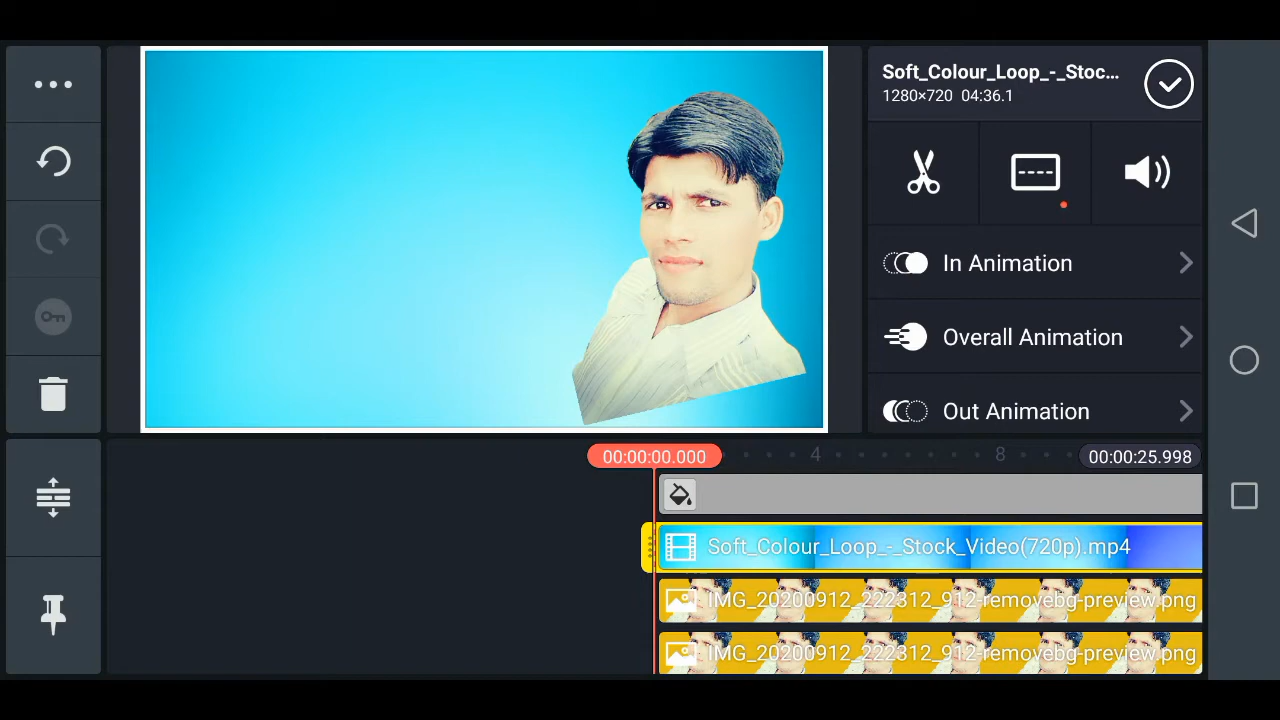 Soft_Colour_Loop_-_Stoc...
1280×720 04:36.1
In Animation
Overall Animation
Out Animation
00:00:00.000
4
8
00:00:25.998
Soft_Colour_Loop_-_Stock_Video(720p).mp4
IMG_20200912_222312_912-removebg-preview.png
IMG_20200912_222312_912-removebg-preview.png